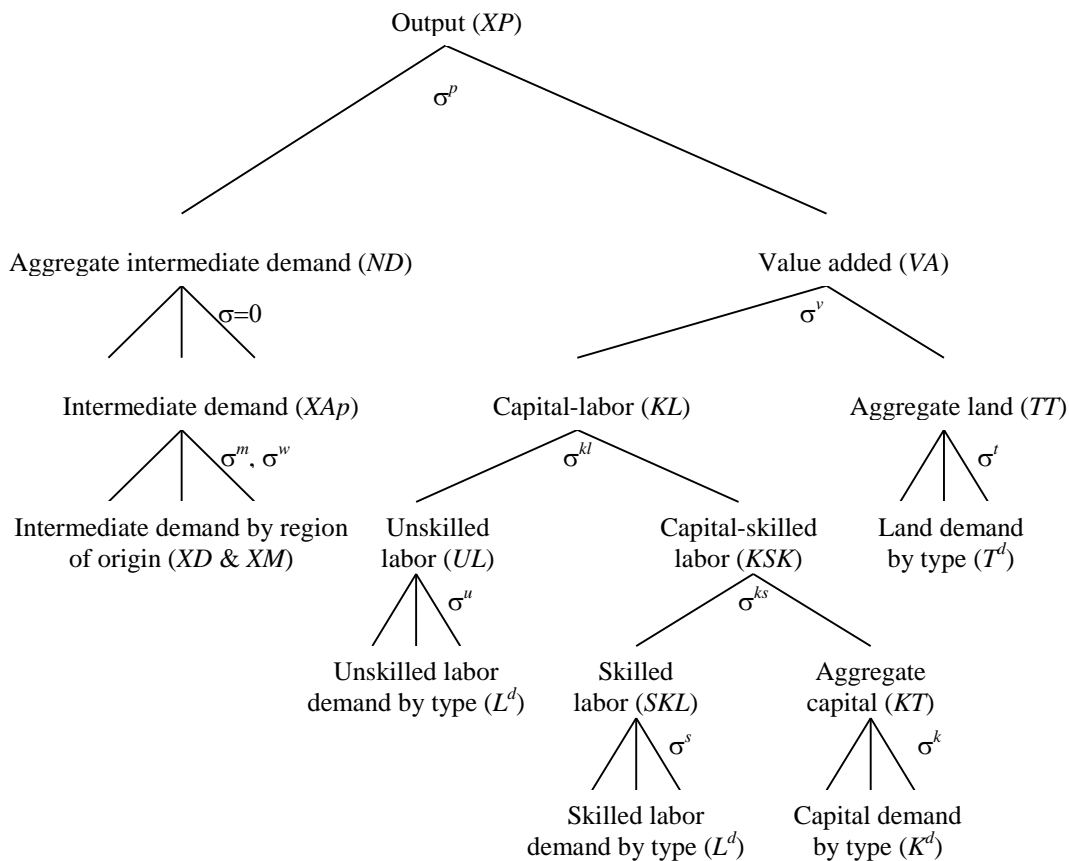 Output (XP)
σ^p
Aggregate intermediate demand (ND)
Value added (VA)
σ=0
σ^v
Intermediate demand (XAp)
Capital-labor (KL)
Aggregate land (TT)
σ^m, σ^w
σ^kl
σ^t
Intermediate demand by region
of origin (XD & XM)
Unskilled
labor (UL)
Capital-skilled
labor (KSK)
Land demand
by type (T^d)
σ^u
σ^ks
Unskilled labor
demand by type (L^d)
Skilled
labor (SKL)
Aggregate
capital (KT)
σ^s
σ^k
Skilled labor
demand by type (L^d)
Capital demand
by type (K^d)